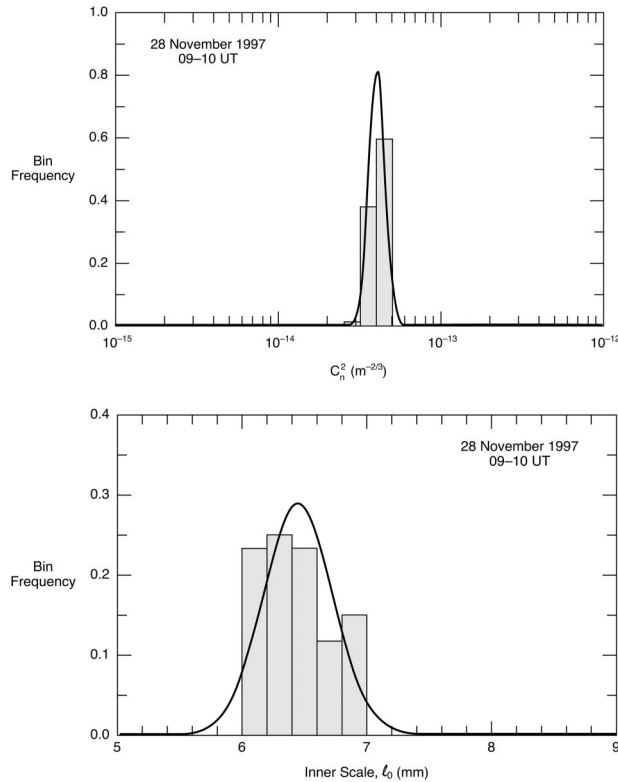 28 November 1997
09–10 UT
Bin
Frequency
1.0
0.8
0.6
0.4
0.2
0.0
10⁻¹⁵
10⁻¹⁴
10⁻¹³
10⁻¹²
C²ₙ (m⁻²/³)
28 November 1997
09–10 UT
Bin
Frequency
0.4
0.3
0.2
0.1
0.0
5
6
7
8
9
Inner Scale, ℓ₀ (mm)